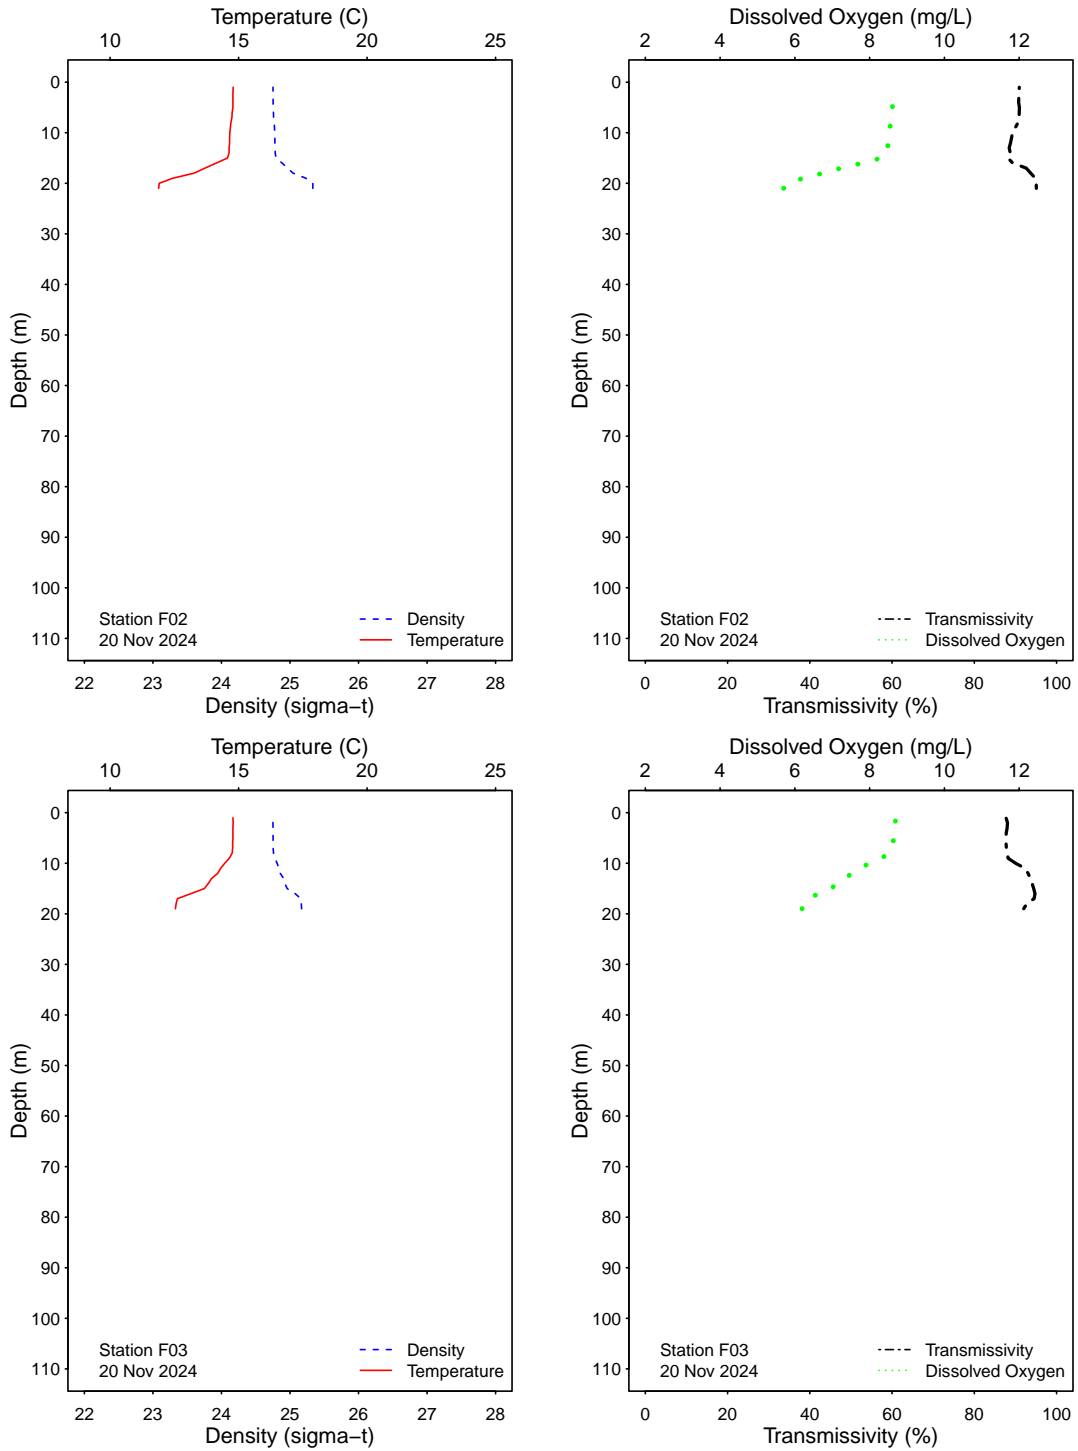 Temperature (C)
10 15 20 25
0
10
20
30
40
50
60
70
80
90
100
110
Depth (m)
Station F02
20 Nov 2024
Density
Temperature
22 23 24 25 26 27 28
Density (sigma−t)
Dissolved Oxygen (mg/L)
2 4 6 8 10 12
0
10
20
30
40
50
60
70
80
90
100
110
Depth (m)
Station F02
20 Nov 2024
Transmissivity
Dissolved Oxygen
0 20 40 60 80 100
Transmissivity (%)
Temperature (C)
10 15 20 25
0
10
20
30
40
50
60
70
80
90
100
110
Depth (m)
Station F03
20 Nov 2024
Density
Temperature
22 23 24 25 26 27 28
Density (sigma−t)
Dissolved Oxygen (mg/L)
2 4 6 8 10 12
0
10
20
30
40
50
60
70
80
90
100
110
Depth (m)
Station F03
20 Nov 2024
Transmissivity
Dissolved Oxygen
0 20 40 60 80 100
Transmissivity (%)